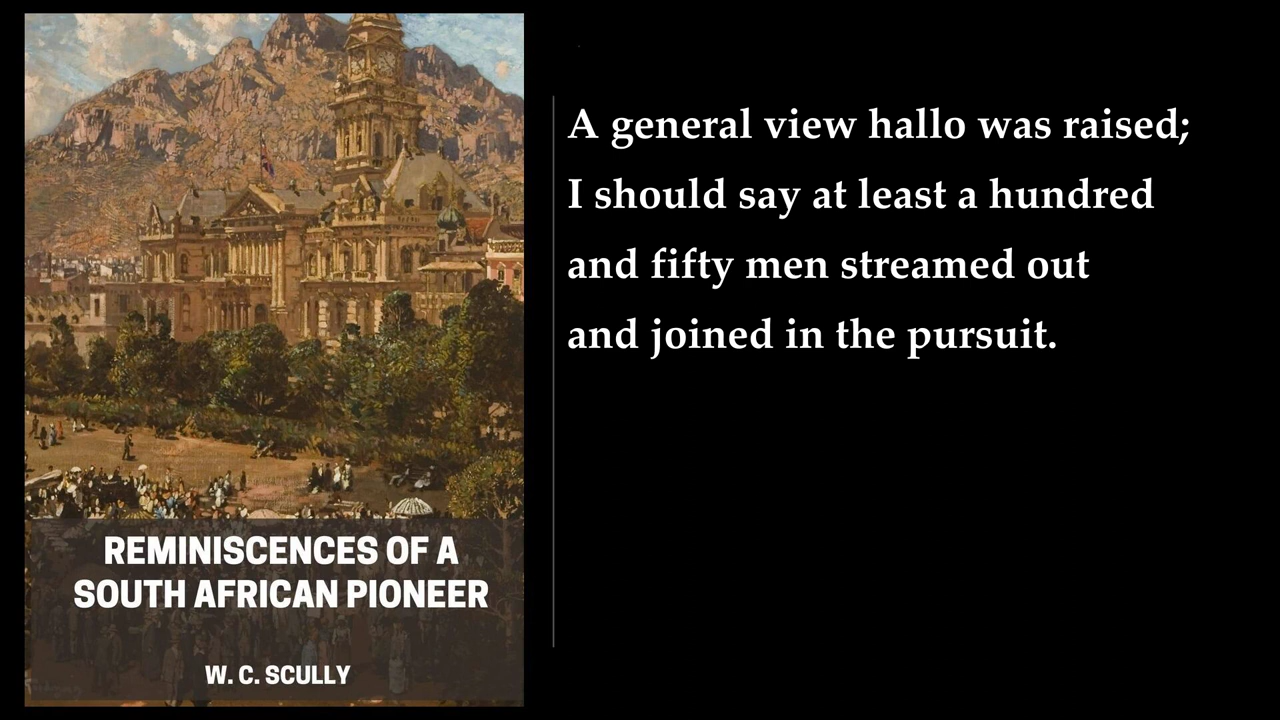 REMINISCENCES OF A
SOUTH AFRICAN PIONEER
W. C. SCULLY
A general view hallo was raised;
I should say at least a hundred
and fifty men streamed out
and joined in the pursuit.